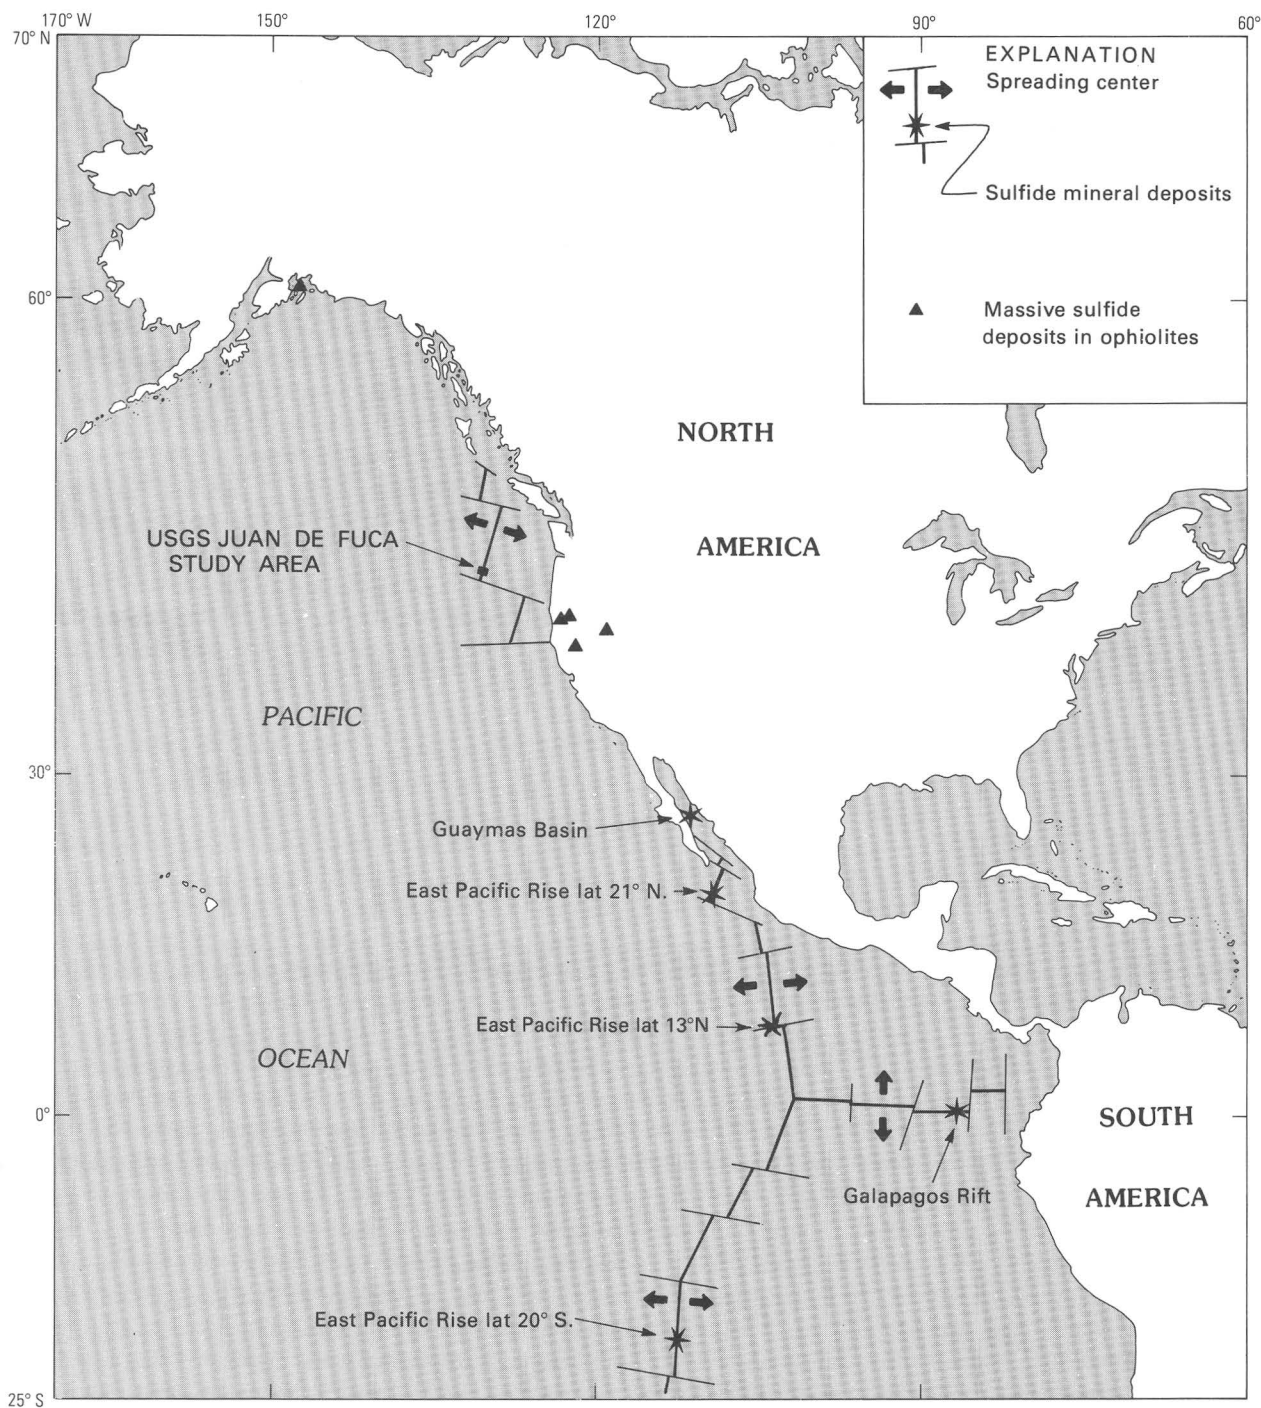 170° W 150° 120° 90° 60°
70° N
EXPLANATION
Spreading center
Sulfide mineral deposits
60°
Massive sulfide
deposits in ophiolites
NORTH
AMERICA
USGS JUAN DE FUCA
STUDY AREA
PACIFIC
30°
Guaymas Basin
East Pacific Rise lat 21° N.
East Pacific Rise lat 13°N
OCEAN
0°
SOUTH
AMERICA
Galapagos Rift
East Pacific Rise lat 20° S.
25° S